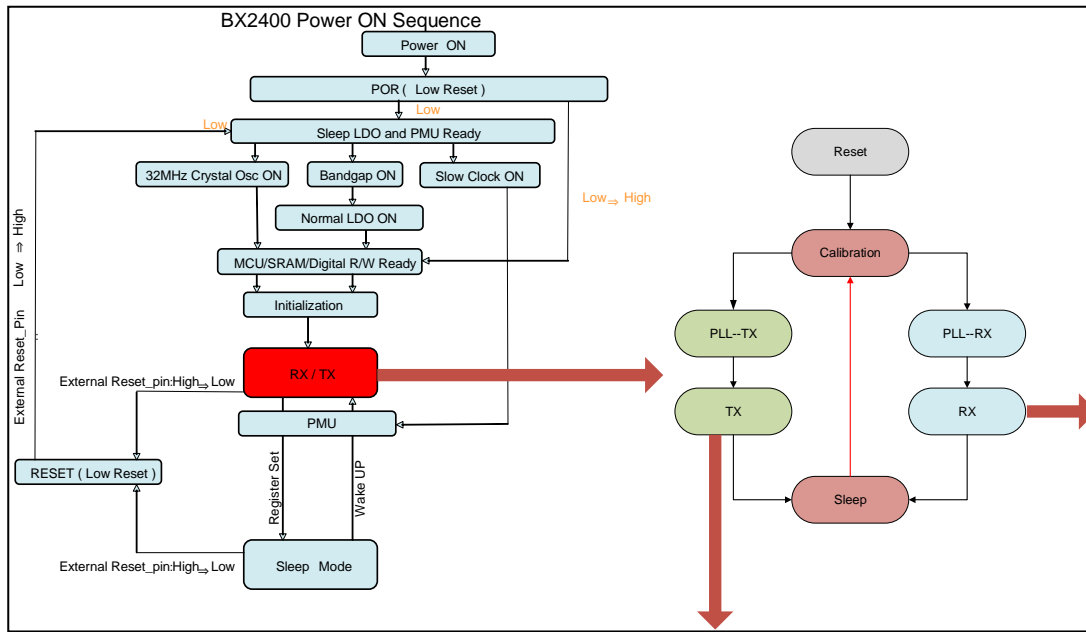 BX2400 Power ON Sequence
Power ON
POR ( Low Reset )
Low
Low
Sleep LDO and PMU Ready
32MHz Crystal Osc ON
Bandgap ON
Slow Clock ON
Normal LDO ON
Low⇒ High
MCU/SRAM/Digital R/W Ready
Initialization
RX / TX
External Reset_pin:High⇒Low
PMU
External Reset_Pin Low ⇒ High
RESET ( Low Reset )
Register Set
Wake UP
External Reset_pin:High⇒Low
Sleep Mode
Reset
Calibration
PLL--TX
PLL--RX
TX
RX
Sleep